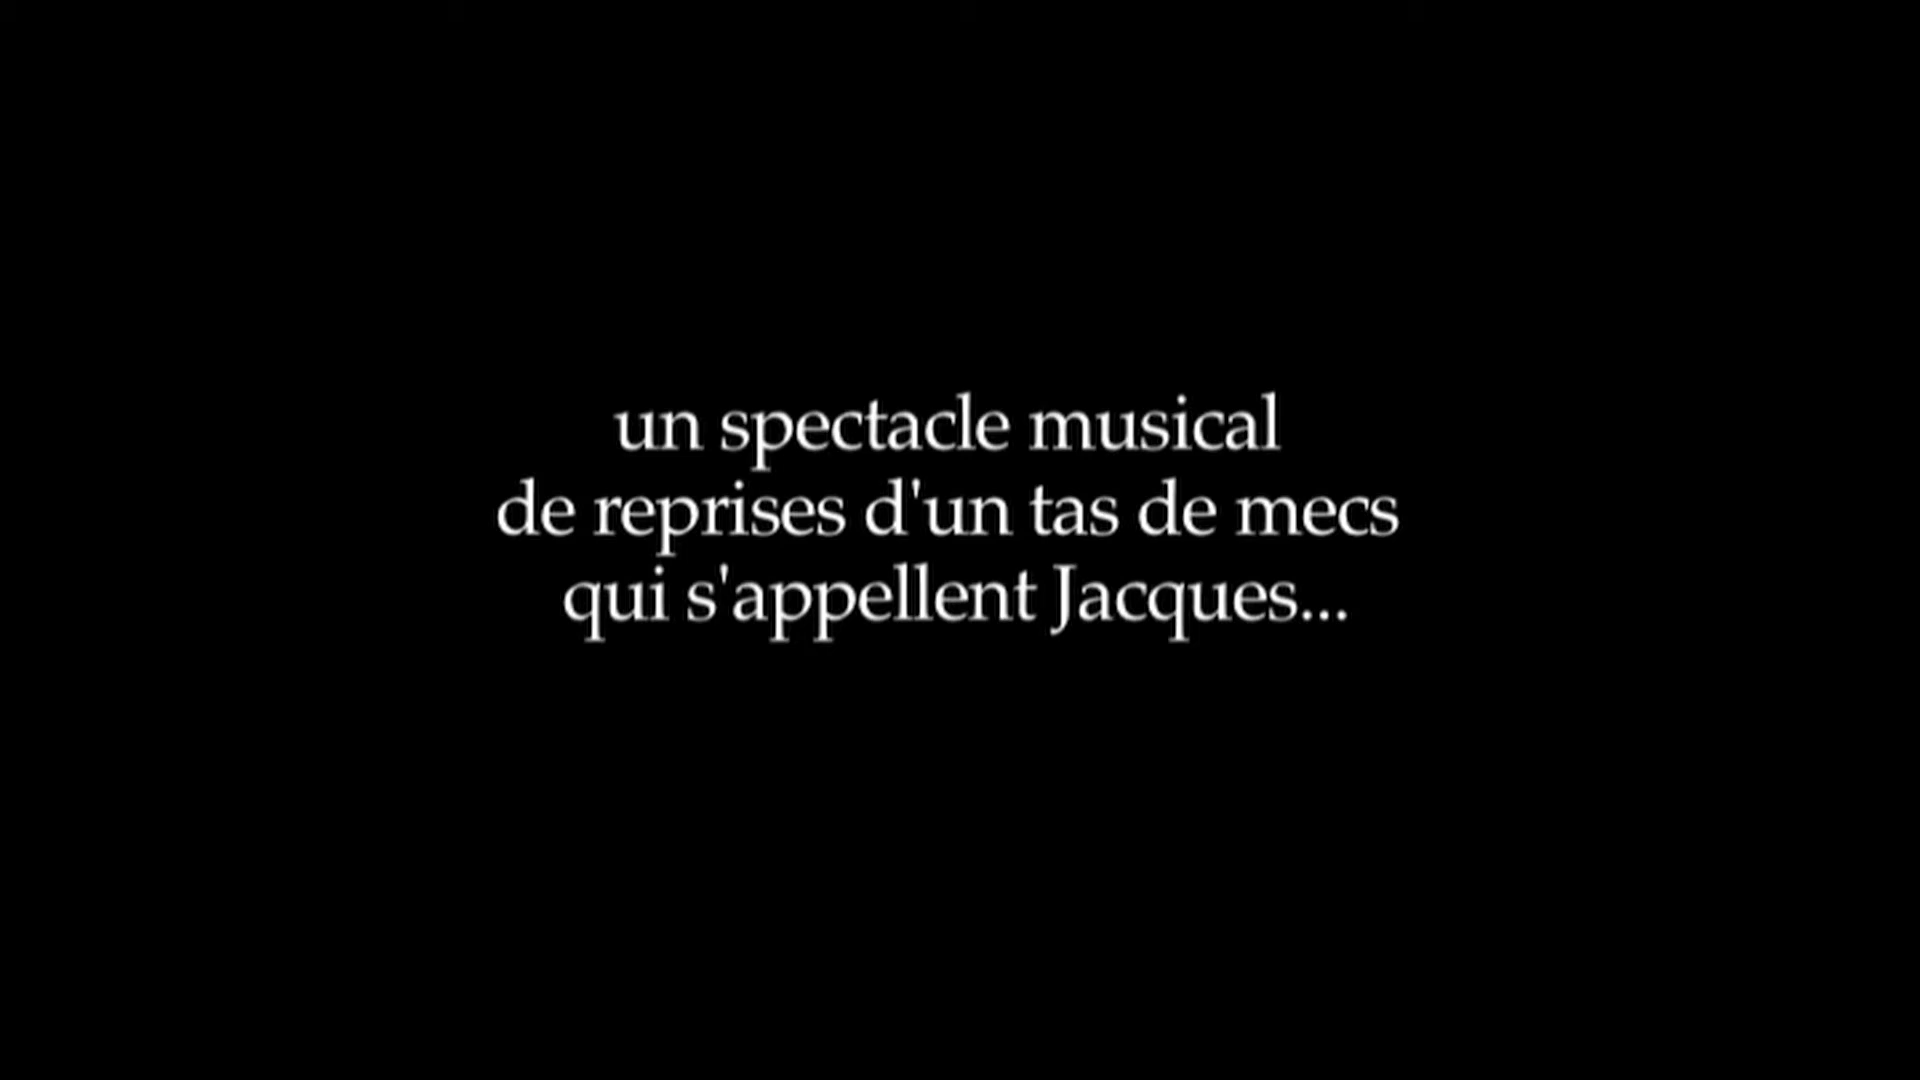 un spectacle musical
de reprises d'un tas de mecs
qui s'appellent Jacques...